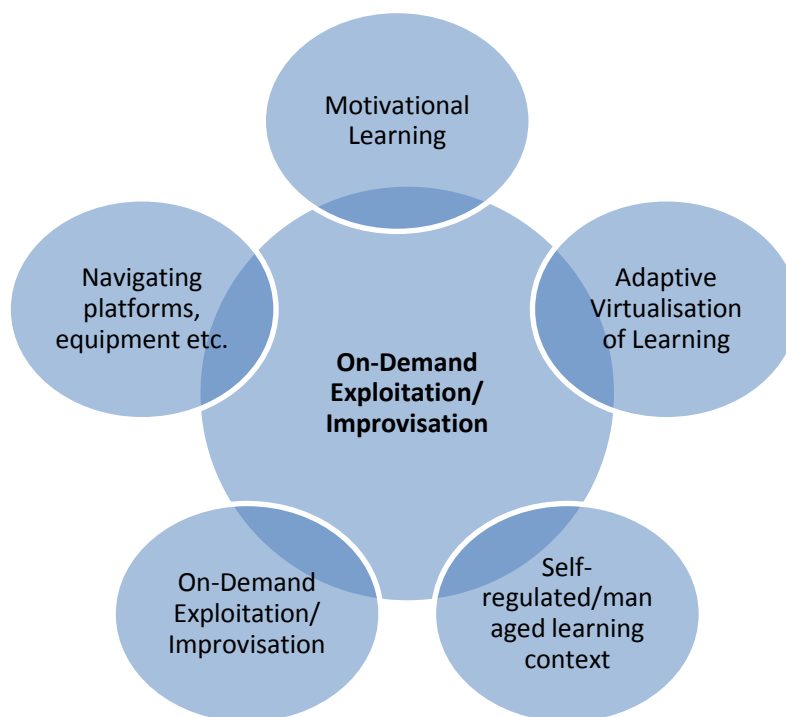 Motivational
Learning
Navigating
platforms,
equipment etc.
Adaptive
Virtualisation
of Learning
On-Demand
Exploitation/
Improvisation
On-Demand
Exploitation/
Improvisation
Self-
regulated/man
aged learning
context